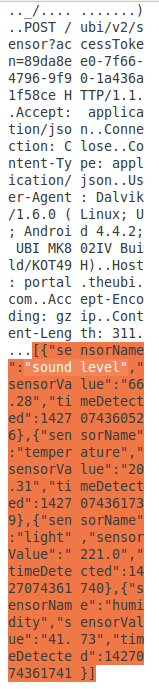 .._/.... .......)
..POST / ubi/v2/s
ensor?ac cessToke
n=89da8e e0-7f66-
4796-9f9 0-1a436a
1f58ce H TTP/1.1.
.Accept: applica
tion/jso n..Conne
ction: C lose..Co
ntent-Ty pe: appl
ication/ json..Us
er-Agent : Dalvik
/1.6.0 ( Linux; U
; Androi d 4.4.2;
 UBI MK8 02IV Bui
ld/KOT49 H)..Host
: portal .theubi.
com..Acc ept-Enco
ding: gz ip..Cont
ent-Leng th: 311.
...[{"se nsorName
":"sound level","
sensorVa lue":"66
.28","ti meDetect
ed":1427 07436052
6},{"sen sorName"
:"temper ature","
sensorVa lue":"20
.31","ti meDetect
ed":1427 07436173
9},{"sen sorName"
:"light" ,"sensor
Value":" 221.0","
timeDete cted":14
27074361 740},{"s
ensorNam e":"humi
dity","s ensorVal
ue":"41. 73","tim
eDetecte d":14270
74361741 }]